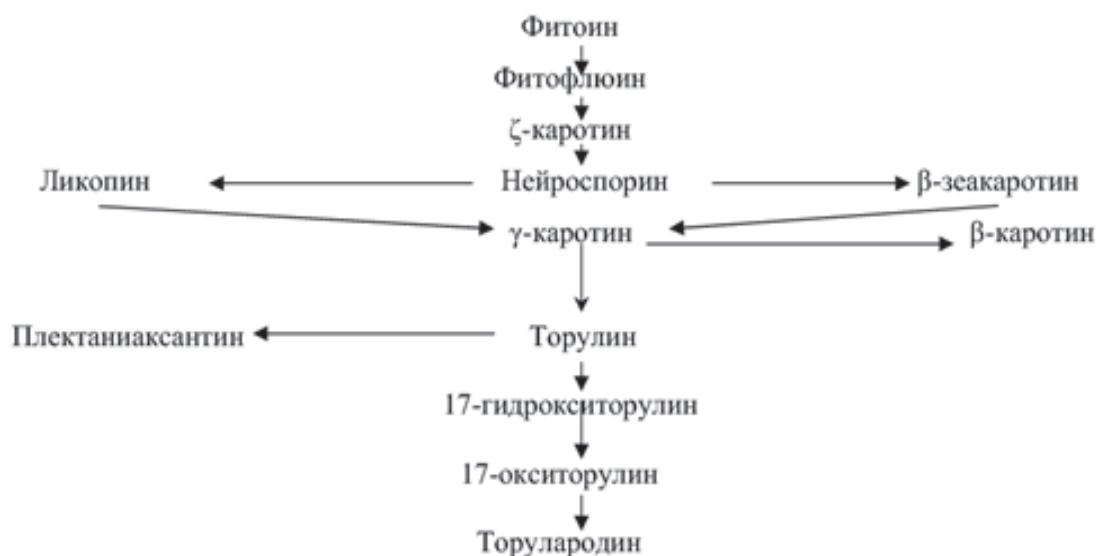 Фитоин
Фитофлюин
ζ-каротин
Ликопин Нейроспорин β-зеакаротин
γ-каротин β-каротин
Плектаниаксантин Торулин
17-гидрокситорулин
17-окситорулин
Торулародин